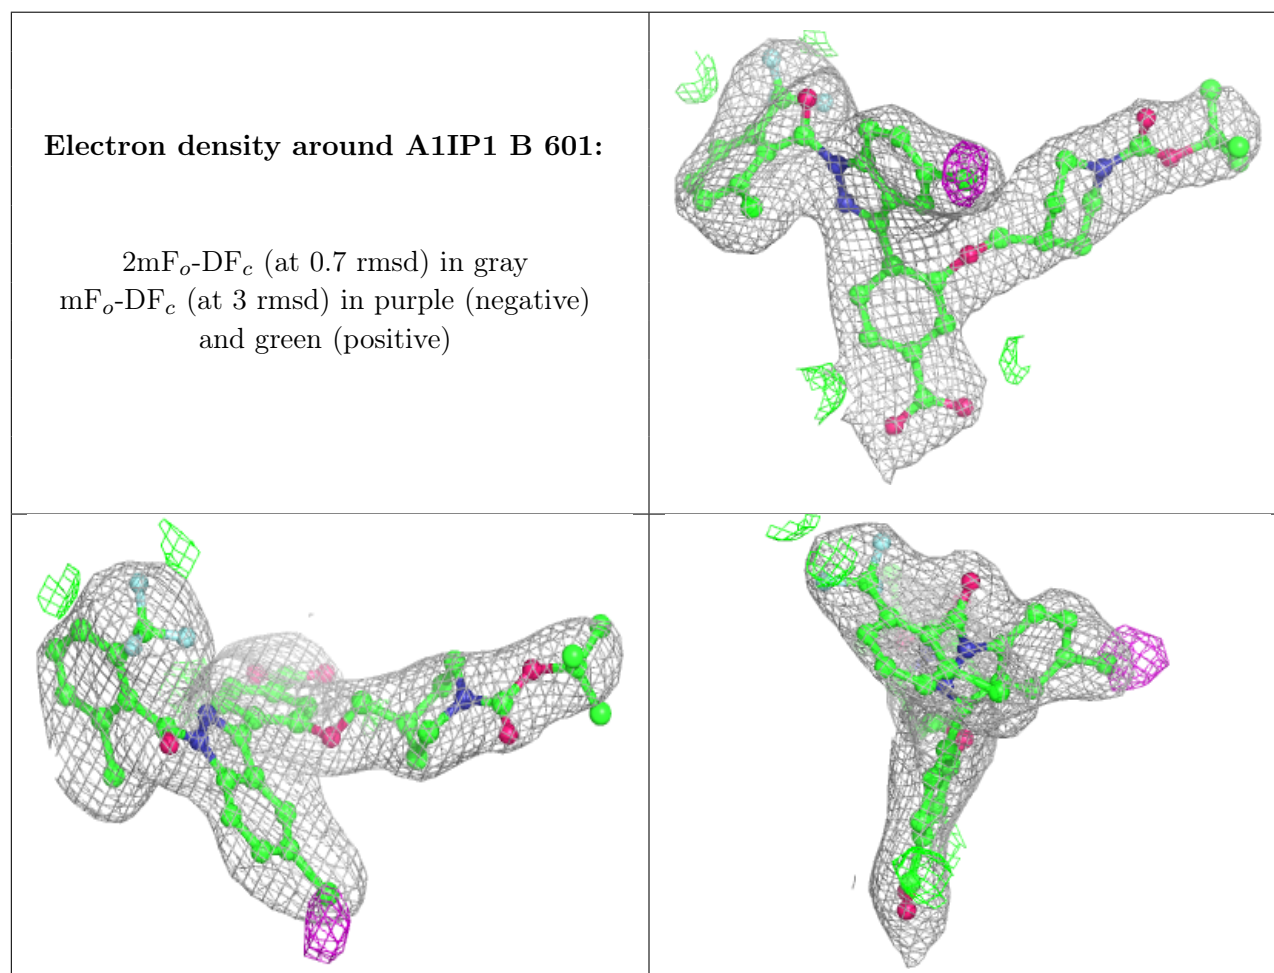 Electron density around A1IP1 B 601:
2mFₒ-DF𝒸 (at 0.7 rmsd) in gray
mFₒ-DF𝒸 (at 3 rmsd) in purple (negative)
and green (positive)